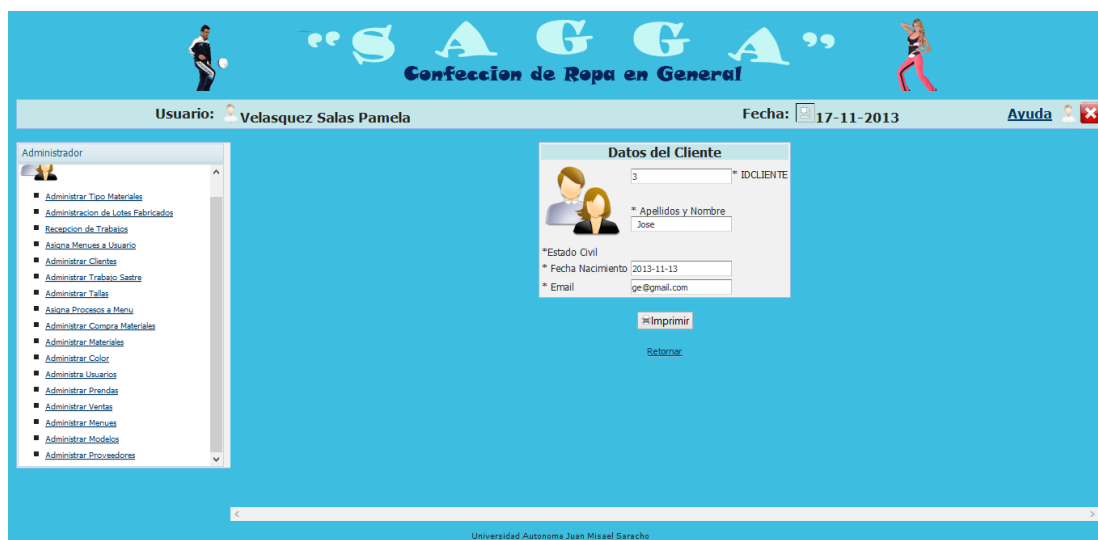 “S A G G A”
Confeccion de Ropa en General
Usuario: Velasquez Salas Pamela
Fecha: 17-11-2013
Ayuda
Administrador
Administrar Tipo Materiales
Administracion de Lotes Fabricados
Recepcion de Trabajos
Asigna Menues a Usuario
Administrar Clientes
Administrar Trabajo Sastre
Administrar Tallas
Asigna Procesos a Menu
Administrar Compra Materiales
Administrar Materiales
Administrar Color
Administra Usuarios
Administrar Prendas
Administrar Ventas
Administrar Menues
Administrar Modelos
Administrar Proveedores
Datos del Cliente
3 * IDCLIENTE
* Apellidos y Nombre
Jose
*Estado Civil
* Fecha Nacimiento 2013-11-13
* Email ge@gmail.com
Imprimir
Retornar
Universidad Autonoma Juan Misael Saracho